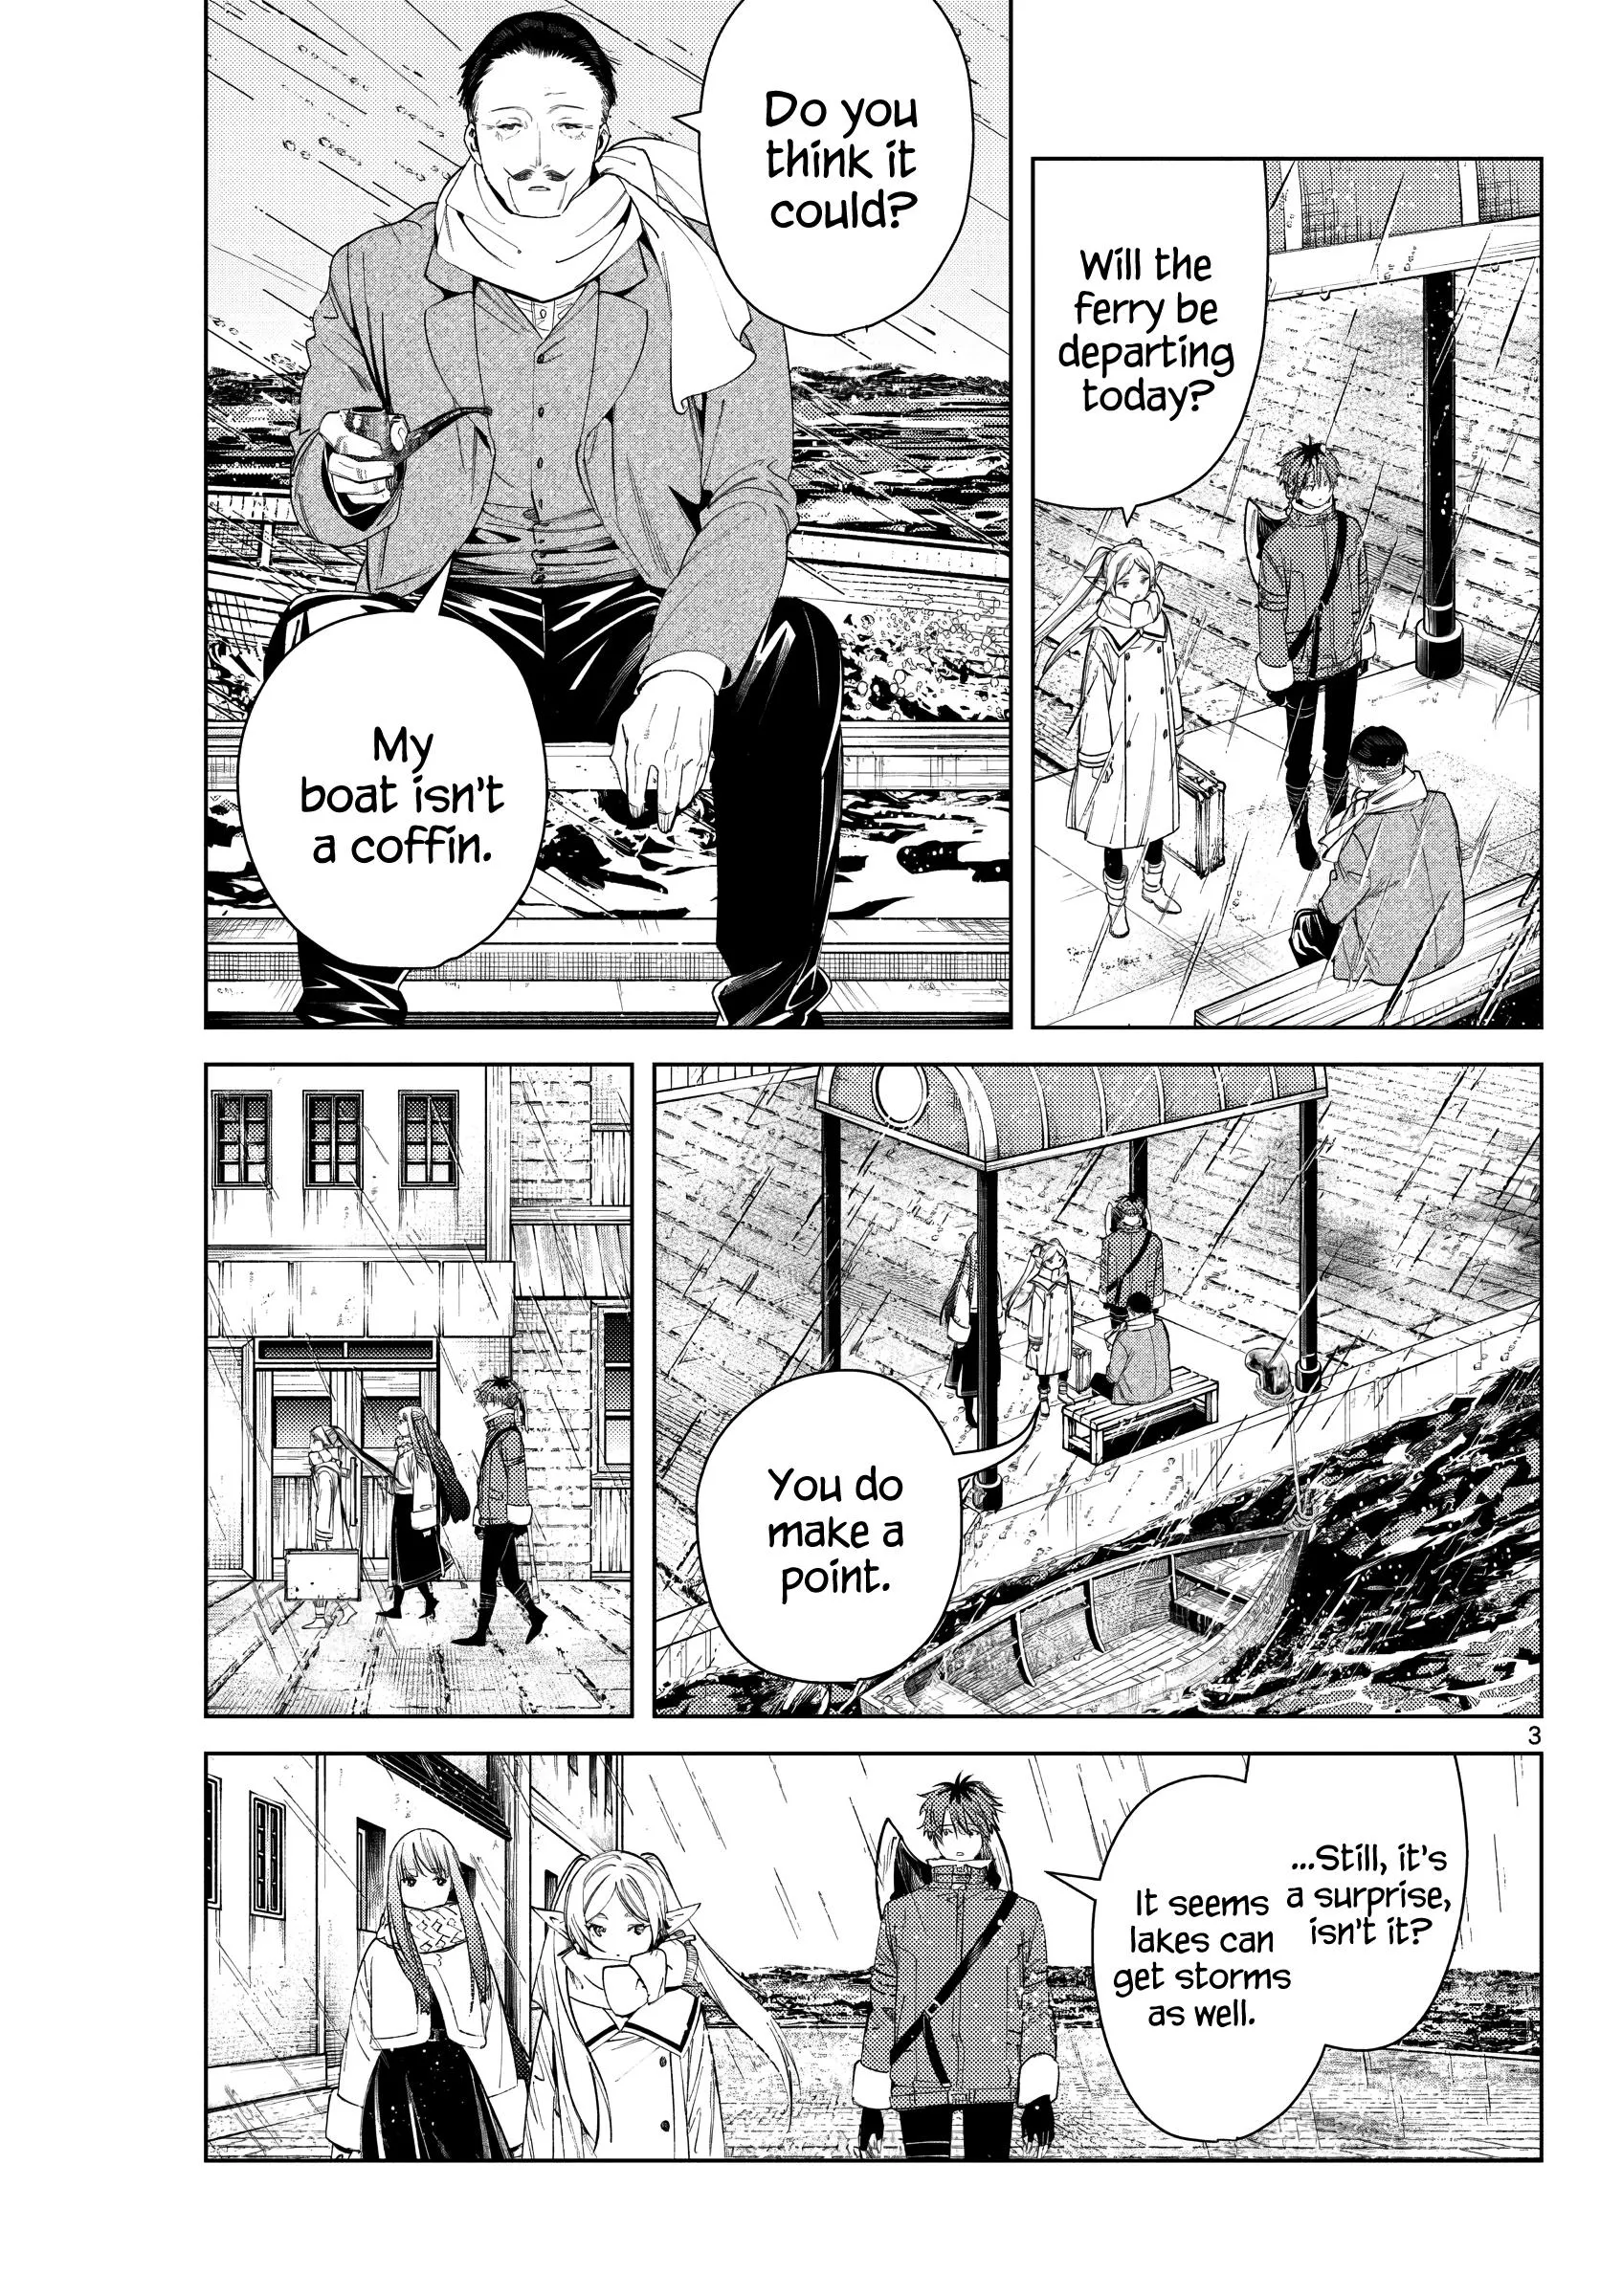 Will the
ferry be
departing
today?
Do you
think it
could?
My
boat isn't
a coffin.
You do
make a
point.
3
...Still, it's
a surprise,
isn't it?
It seems
lakes can
get storms
as well.